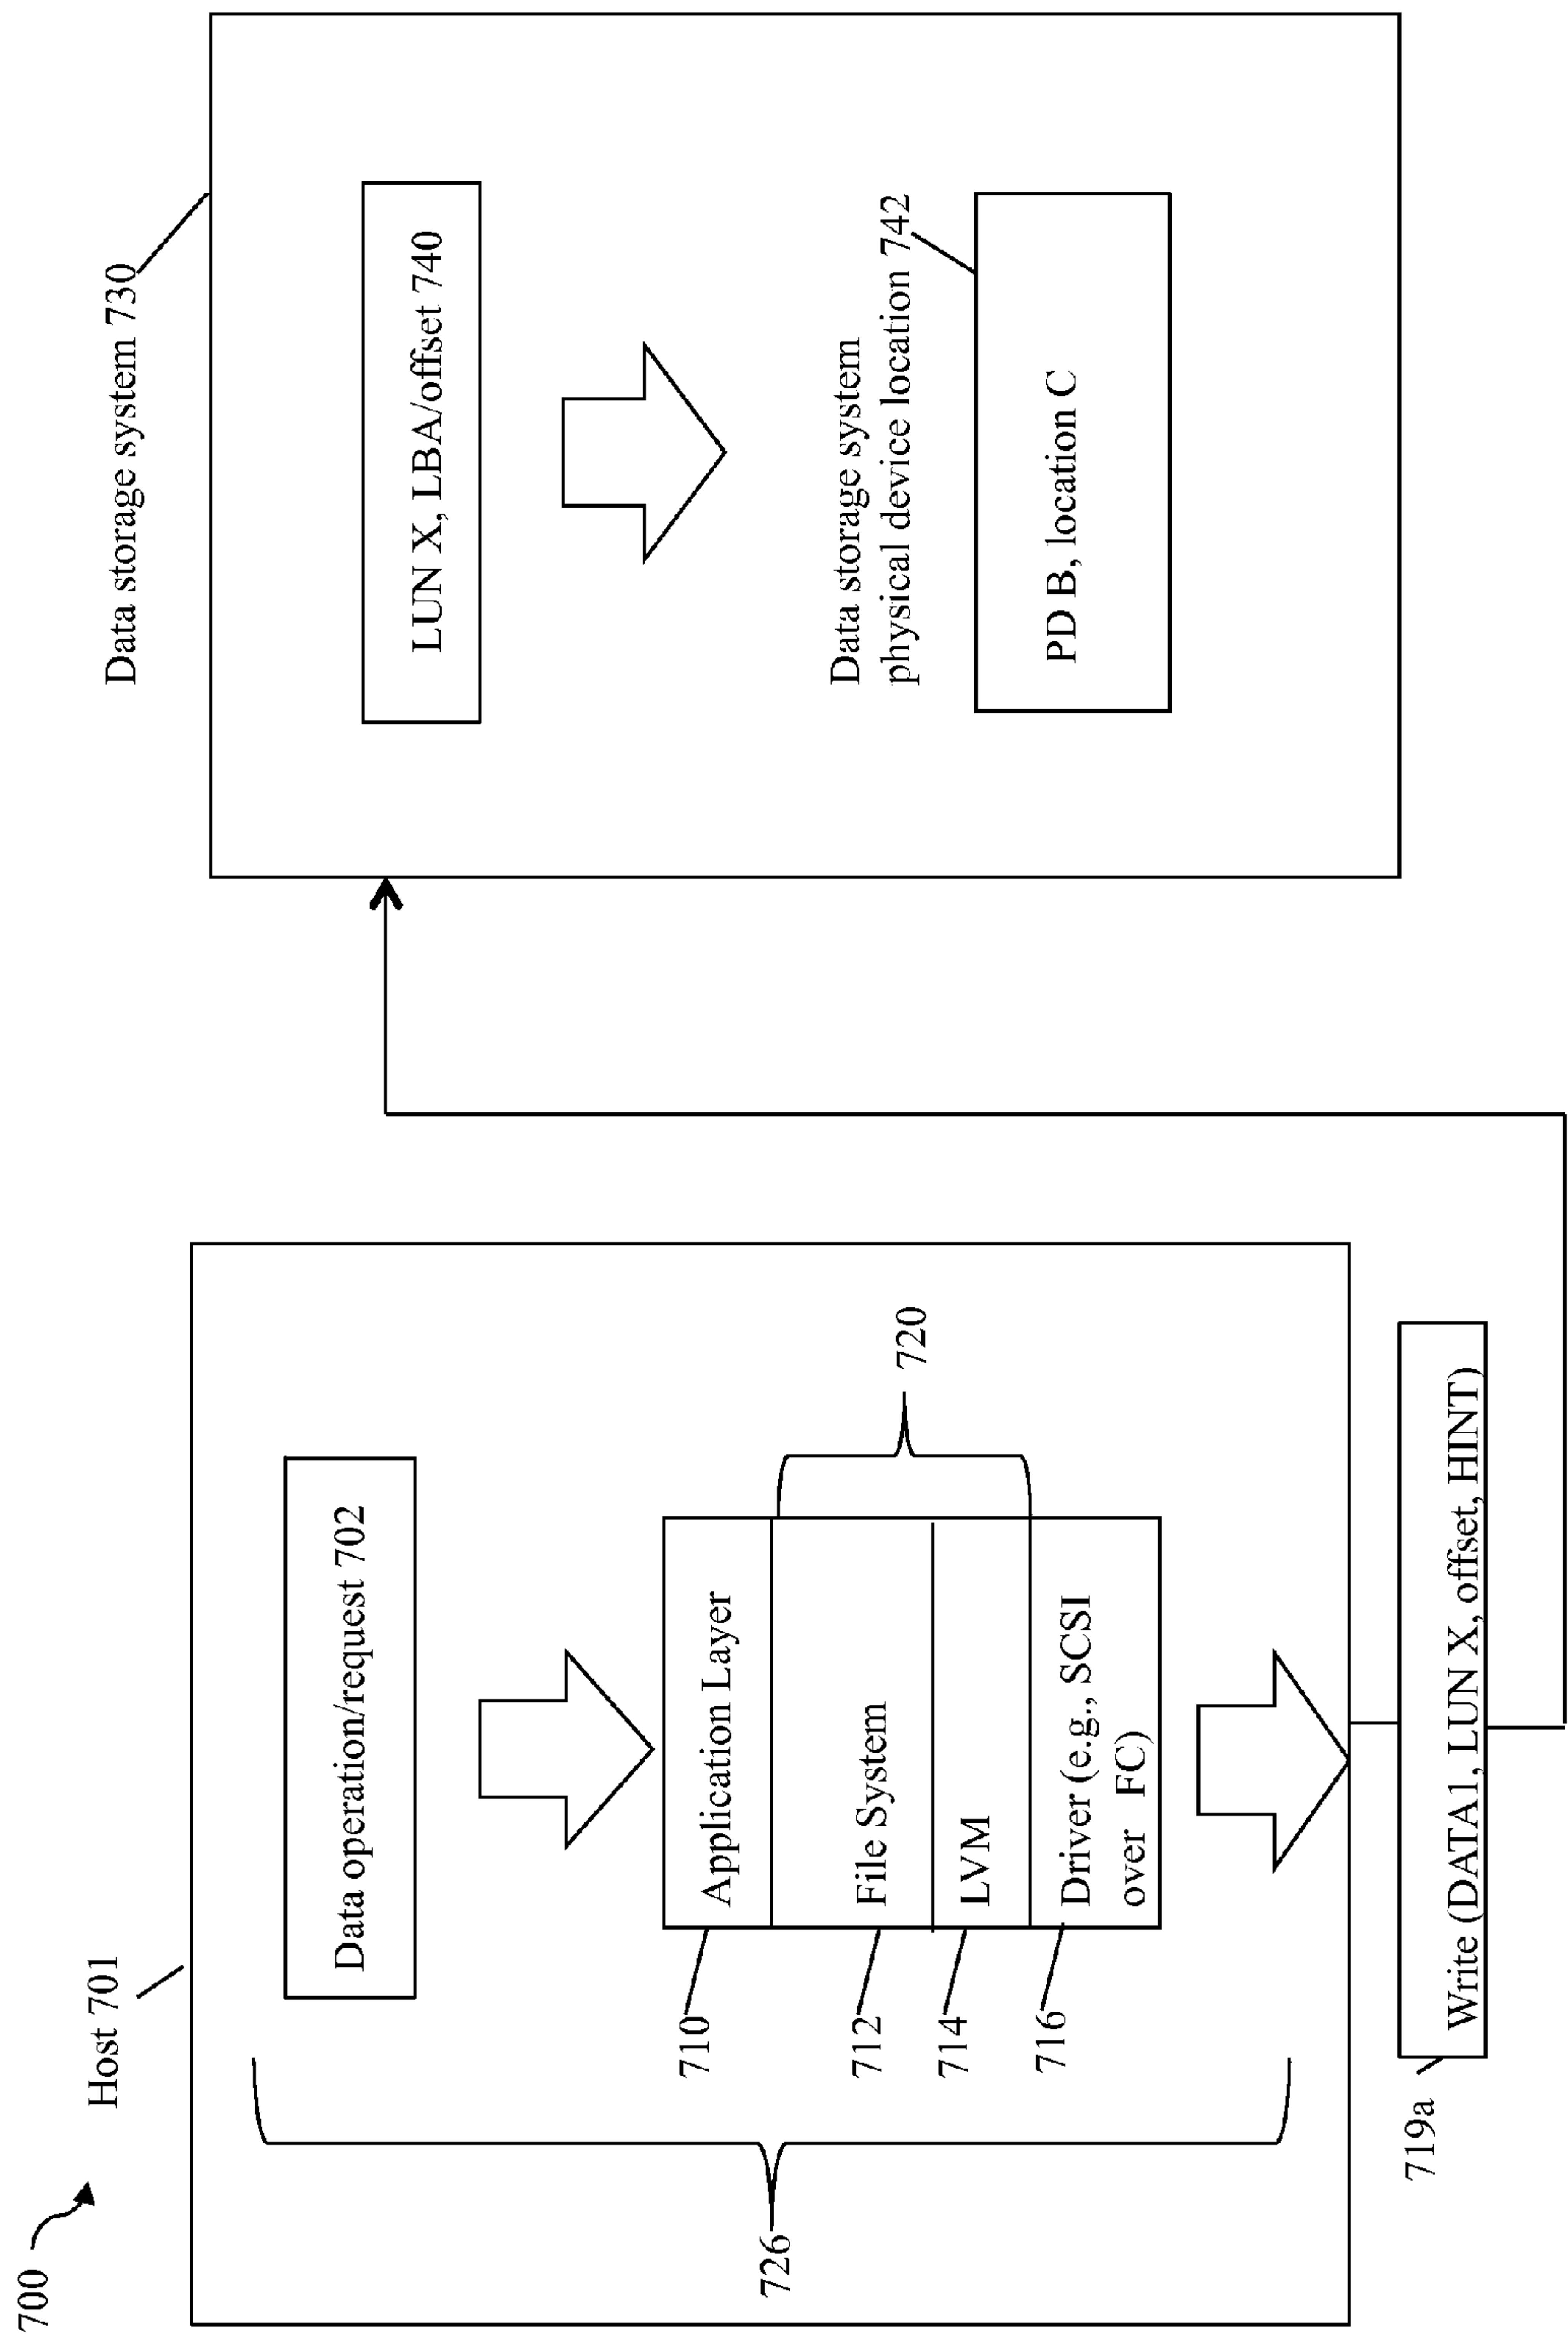 700
Host 701
Data operation/request 702
726
710
Application Layer
712
File System
714
LVM
716
Driver (e.g., SCSI
over FC)
720
719a
Write (DATA1, LUN X, offset, HINT)
Data storage system 730
LUN X, LBA/offset 740
Data storage system
physical device location 742
PD B, location C